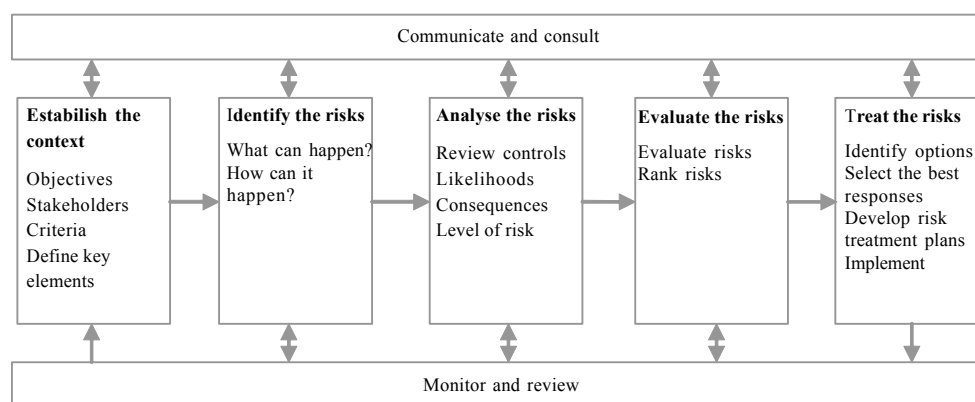 Communicate and consult
Estabilish the
context
Objectives
Stakeholders
Criteria
Define key
elements
Identify the risks
What can happen?
How can it
happen?
Analyse the risks
Review controls
Likelihoods
Consequences
Level of risk
Evaluate the risks
Evaluate risks
Rank risks
Treat the risks
Identify options
Select the best
responses
Develop risk
treatment plans
Implement
Monitor and review